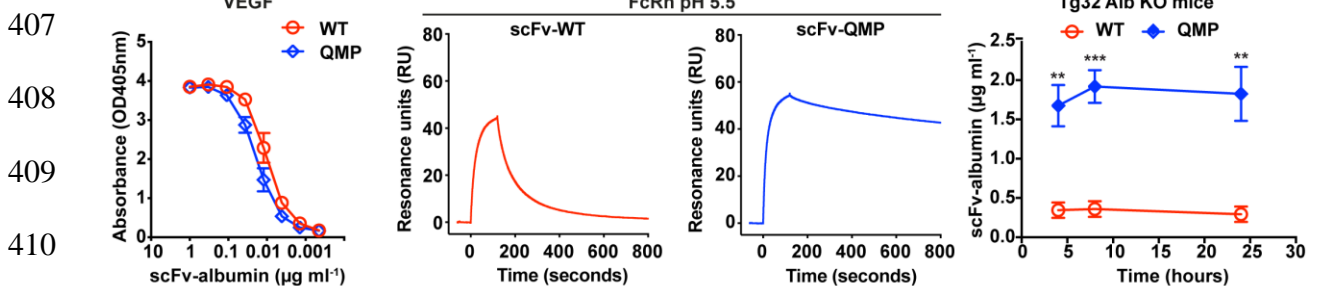 VEGF
FcRn pH 5.5
Tg32 Alb KO mice
407
408
409
410
WT
QMP
5
4
3
2
1
0
Absorbance (OD405nm)
10 1 0.1 0.01 0.001
scFv-albumin (µg ml-1)
scFv-WT
80
60
40
20
0
Resonance units (RU)
0 200 400 600 800
Time (seconds)
scFv-QMP
80
60
40
20
0
Resonance units (RU)
0 200 400 600 800
Time (seconds)
WT QMP
2.5
2.0
1.5
1.0
0.5
0.0
scFv-albumin (µg ml-1)
** *** **
0 5 10 15 20 25 30
Time (hours)